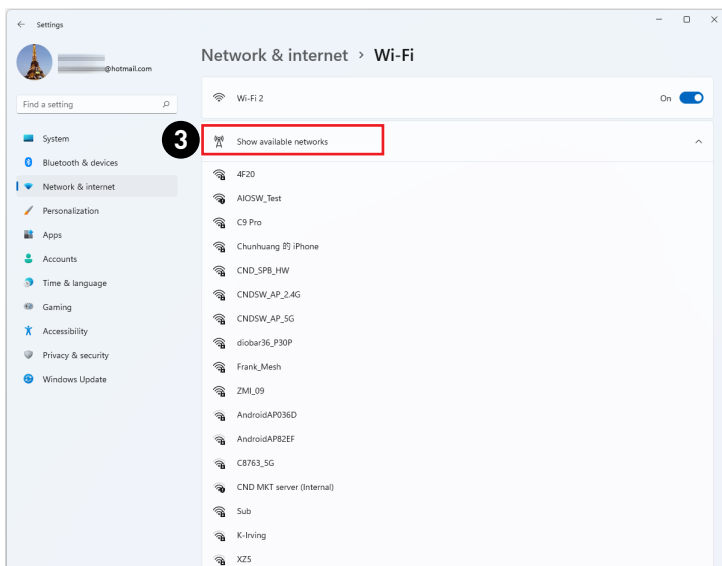 Settings
@hotmail.com
Find a setting
System
Bluetooth & devices
Network & internet
Personalization
Apps
Accounts
Time & language
Gaming
Accessibility
Privacy & security
Windows Update
Network & internet > Wi-Fi
Wi-Fi 2
On
3
Show available networks
4F20
AIOSW_Test
C9 Pro
Chunhuang 的 iPhone
CND_SPB_HW
CNDSW_AP_2.4G
CNDSW_AP_5G
diobar36_P30P
Frank_Mesh
ZMI_09
AndroidAP036D
AndroidAP82EF
C8763_5G
CND MKT server (Internal)
Sub
K-Irving
XZ5